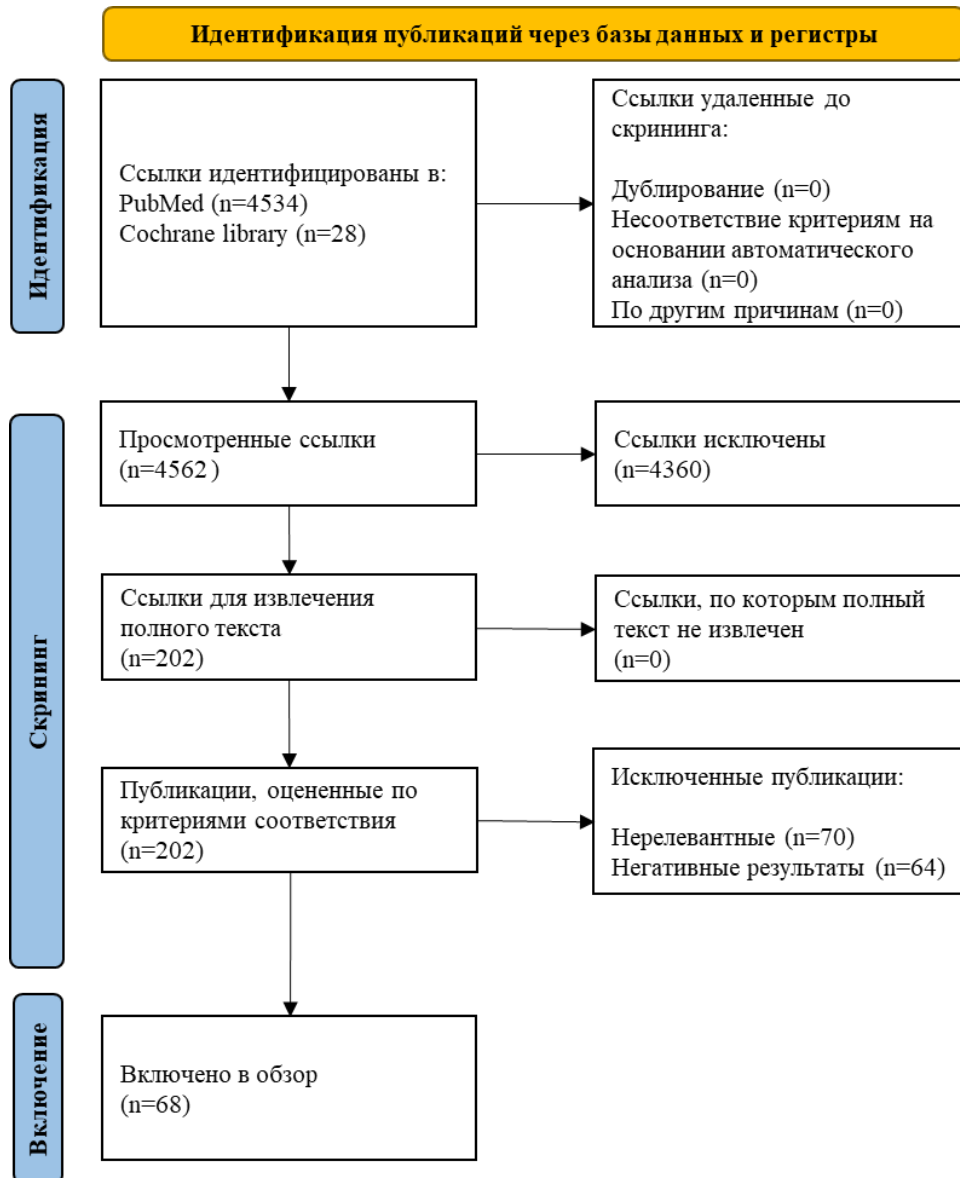 Идентификация публикаций через базы данных и регистры
Идентификация
Ссылки идентифицированы в:
PubMed (n=4534)
Cochrane library (n=28)
Ссылки удаленные до
скрининга:
Дублирование (n=0)
Несоответствие критериям на
основании автоматического
анализа (n=0)
По другим причинам (n=0)
Скрининг
Просмотренные ссылки
(n=4562)
Ссылки исключены
(n=4360)
Ссылки для извлечения
полного текста
(n=202)
Ссылки, по которым полный
текст не извлечен
(n=0)
Публикации, оцененные по
критериями соответствия
(n=202)
Исключенные публикации:
Нерелевантные (n=70)
Негативные результаты (n=64)
Включение
Включено в обзор
(n=68)